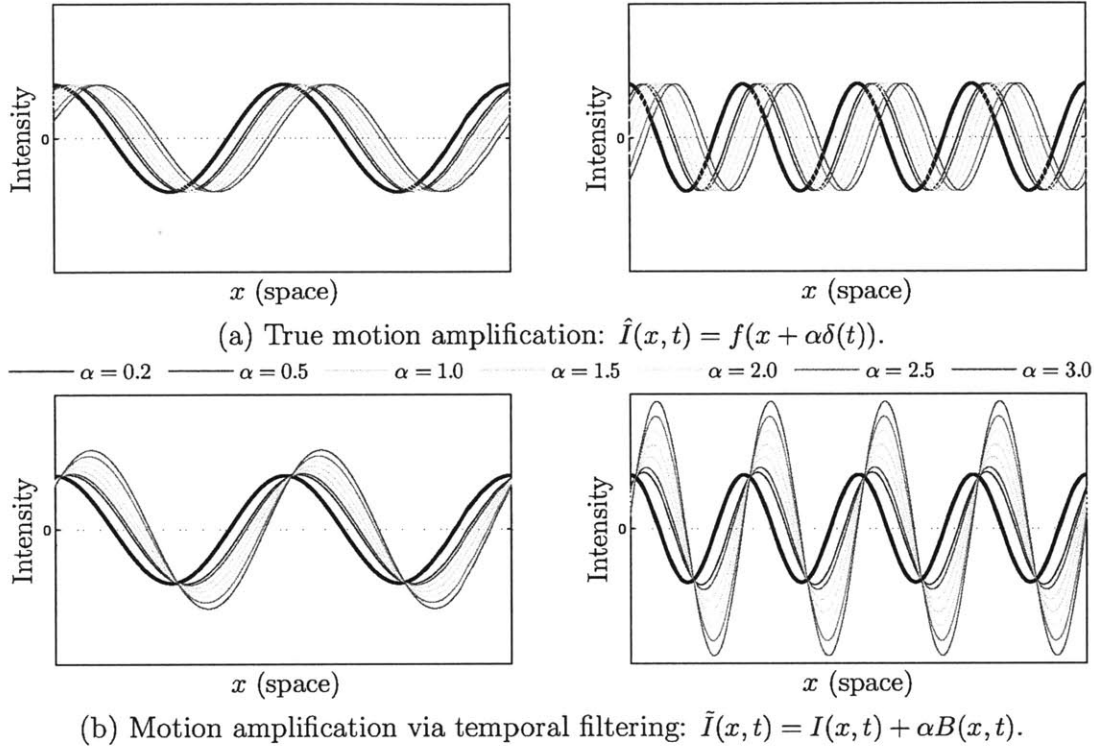 Intensity
0
x (space)
Intensity
0
x (space)
(a) True motion amplification: Î(x, t) = f(x + αδ(t)).
α = 0.2 α = 0.5 α = 1.0 α = 1.5 α = 2.0 α = 2.5 α = 3.0
Intensity
0
x (space)
Intensity
0
x (space)
(b) Motion amplification via temporal filtering: Ĩ(x, t) = I(x, t) + αB(x, t).